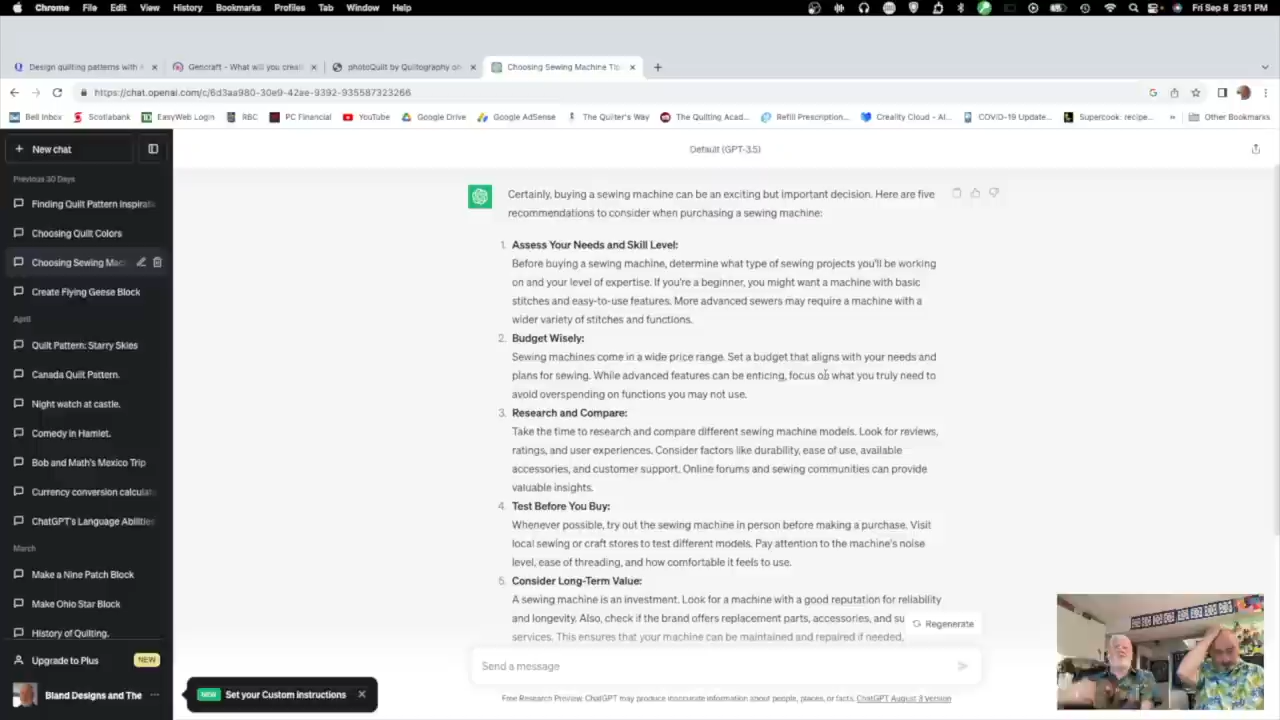 Chrome File Edit View History Bookmarks Profiles Tab Window Help Fri Sep 8 2:51 PM
Design quilting patterns with Gencraft - What will you creat photoQuilt by Quiltography Choosing Sewing Machine Tip
https://chat.openai.com/c/6d3aa980-30e9-42ae-9392-935587323266
Bell Inbox Scotiabank EasyWeb Login RBC PC Financial YouTube Google Drive Google AdSense The Quilter's Way The Quilting Acad... Refill Prescription... Creality Cloud - Al... COVID-19 Update... Supercook: recipe... » Other Bookmarks
New chat
Default (GPT-3.5)
Previous 30 Days
Finding Quilt Pattern Inspirati
Choosing Quilt Colors
Choosing Sewing Mac
Create Flying Geese Block
April
Quilt Pattern: Starry Skies
Canada Quilt Pattern.
Night watch at castle.
Comedy in Hamlet.
Bob and Math's Mexico Trip
Currency conversion calculat
ChatGPT's Language Abilities
March
Make a Nine Patch Block
Make Ohio Star Block
History of Quilting.
Upgrade to Plus NEW
Bland Designs and The ...
Certainly, buying a sewing machine can be an exciting but important decision. Here are five
recommendations to consider when purchasing a sewing machine:
1. Assess Your Needs and Skill Level:
Before buying a sewing machine, determine what type of sewing projects you'll be working
on and your level of expertise. If you're a beginner, you might want a machine with basic
stitches and easy-to-use features. More advanced sewers may require a machine with a
wider variety of stitches and functions.
2. Budget Wisely:
Sewing machines come in a wide price range. Set a budget that aligns with your needs and
plans for sewing. While advanced features can be enticing, focus on what you truly need to
avoid overspending on functions you may not use.
3. Research and Compare:
Take the time to research and compare different sewing machine models. Look for reviews,
ratings, and user experiences. Consider factors like durability, ease of use, available
accessories, and customer support. Online forums and sewing communities can provide
valuable insights.
4. Test Before You Buy:
Whenever possible, try out the sewing machine in person before making a purchase. Visit
local sewing or craft stores to test different models. Pay attention to the machine's noise
level, ease of threading, and how comfortable it feels to use.
5. Consider Long-Term Value:
A sewing machine is an investment. Look for a machine with a good reputation for reliability
and longevity. Also, check if the brand offers replacement parts, accessories, and su
services. This ensures that your machine can be maintained and repaired if needed.
Regenerate
Send a message
NEW Set your Custom instructions
Free Research Preview. ChatGPT may produce inaccurate information about people, places, or facts. ChatGPT August 3 Version